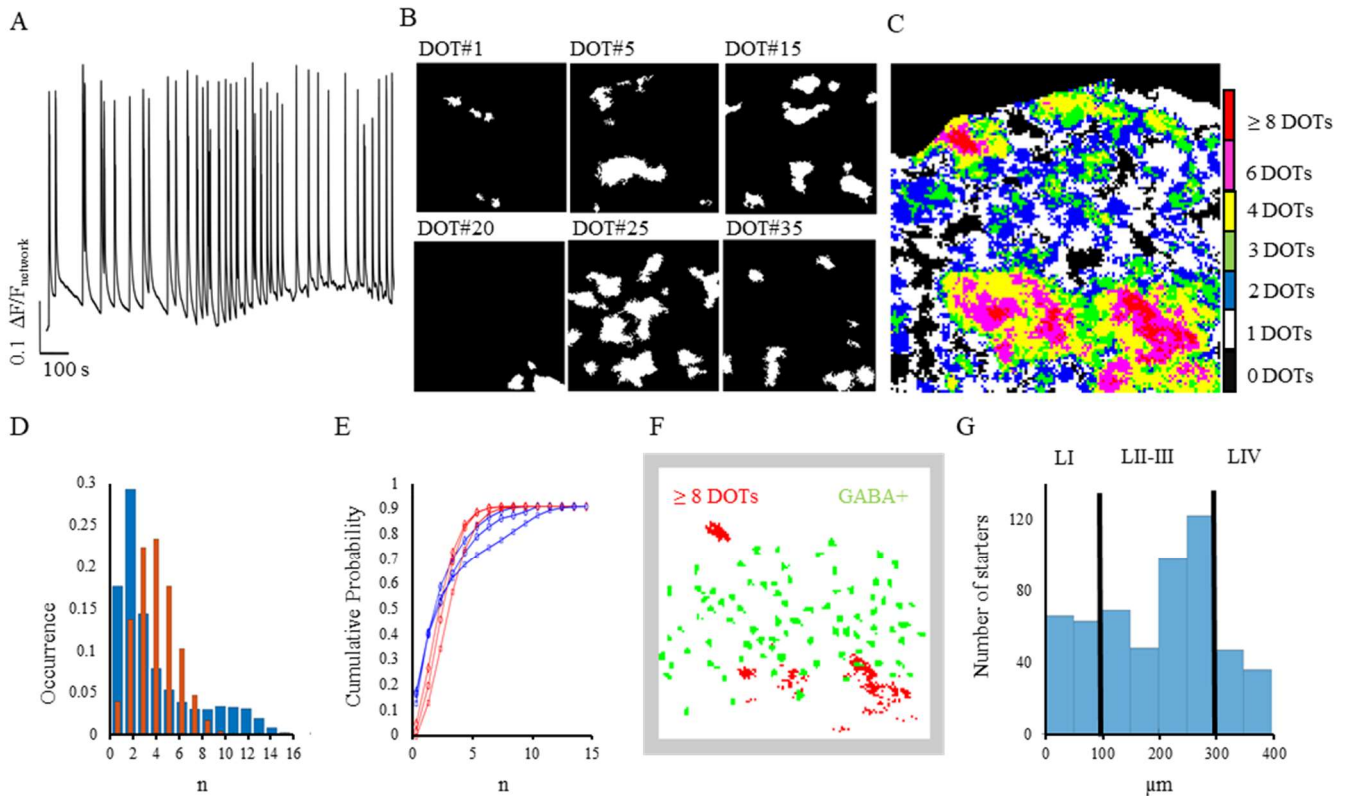 A
0.1 ΔF/Fnetwork
100 s
B
DOT#1 DOT#5 DOT#15
DOT#20 DOT#25 DOT#35
C
≥ 8 DOTs
6 DOTs
4 DOTs
3 DOTs
2 DOTs
1 DOTs
0 DOTs
D
Occurrence
0.3
0.25
0.2
0.15
0.1
0.05
0
0 2 4 6 8 10 12 14 16
n
E
Cumulative Probability
1
0.9
0.8
0.7
0.6
0.5
0.4
0.3
0.2
0.1
0
0 5 10 15
n
F
≥ 8 DOTs GABA+
G
LI LII-III LIV
Number of starters
120
80
40
0
0 100 200 300 400
μm